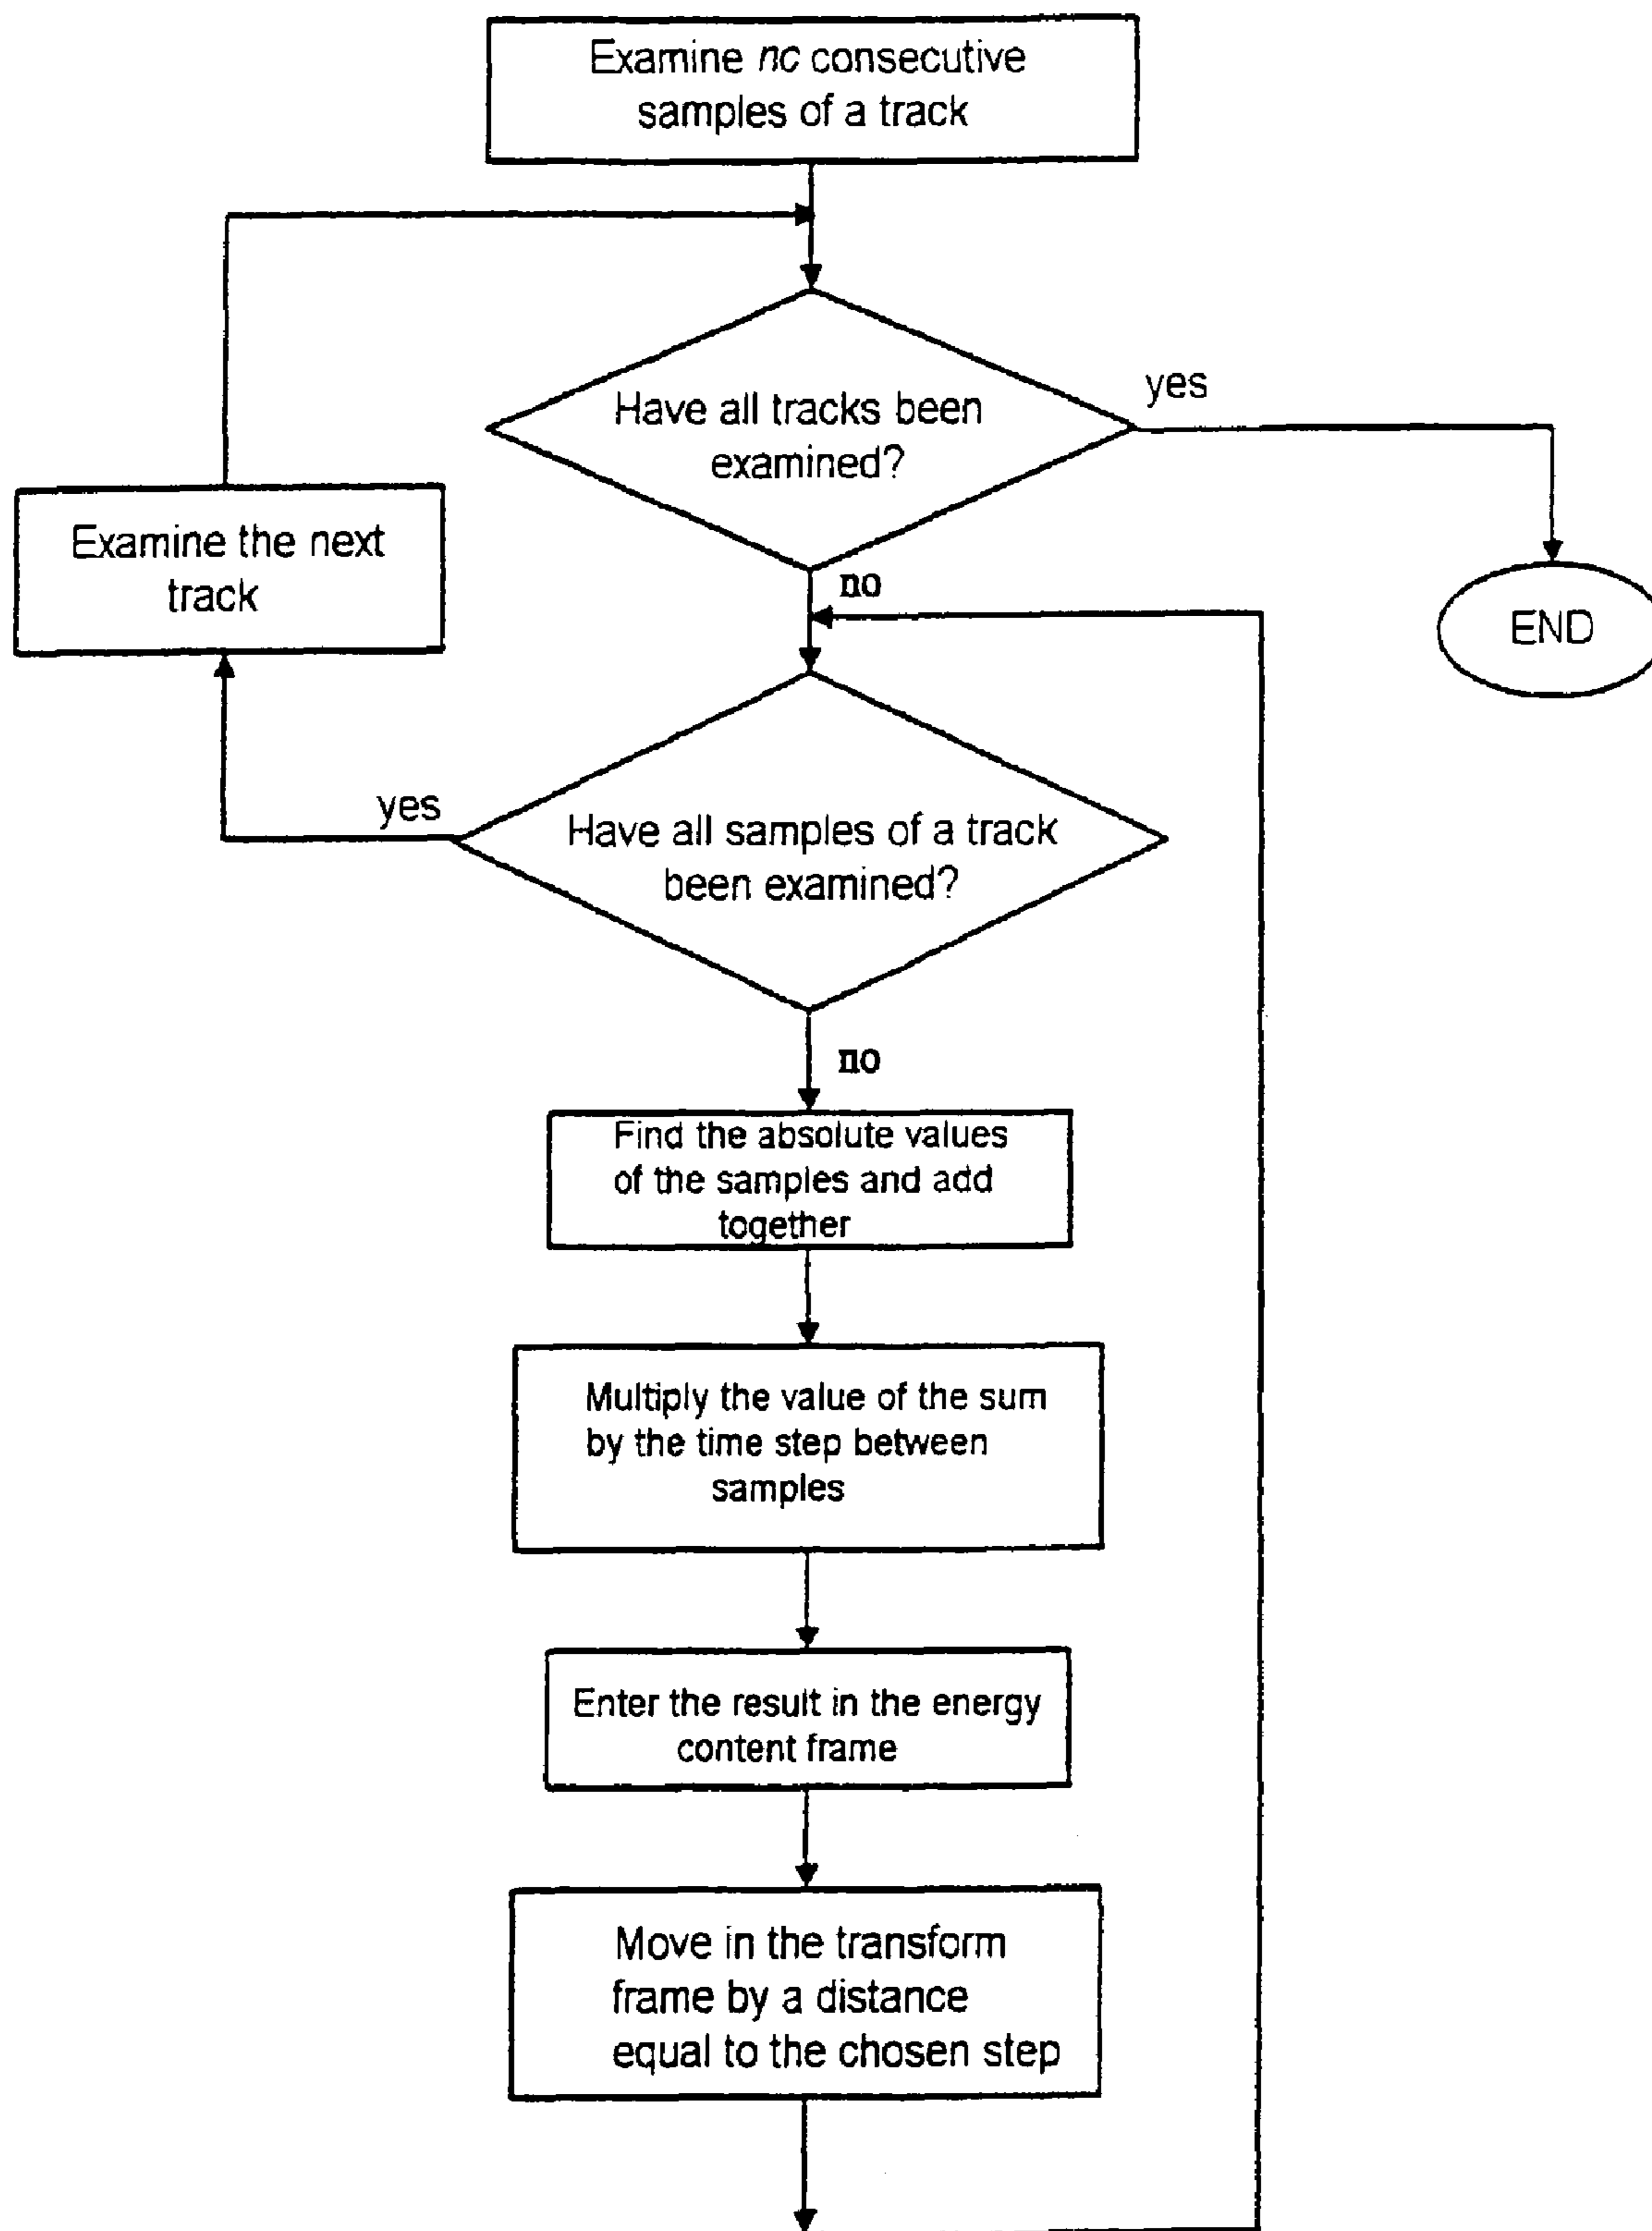 Examine nc consecutive
samples of a track
Have all tracks been
examined?
yes
Examine the next
track
no
END
yes
Have all samples of a track
been examined?
no
Find the absolute values
of the samples and add
together
Multiply the value of the sum
by the time step between
samples
Enter the result in the energy
content frame
Move in the transform
frame by a distance
equal to the chosen step